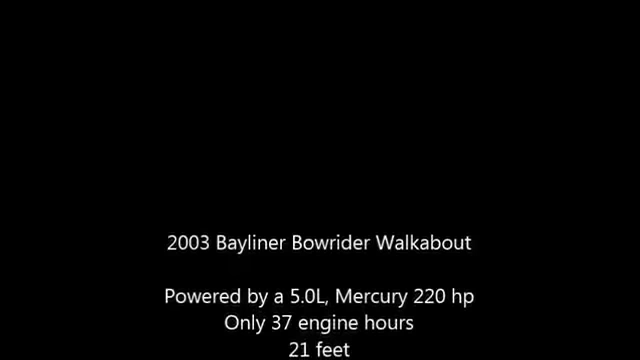 2003 Bayliner Bowrider Walkabout
Powered by a 5.0L, Mercury 220 hp
Only 37 engine hours
21 feet